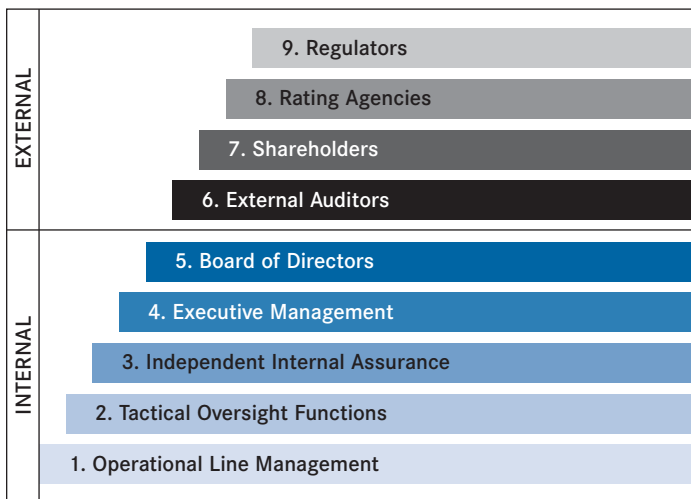 EXTERNAL
9. Regulators
8. Rating Agencies
7. Shareholders
6. External Auditors
INTERNAL
5. Board of Directors
4. Executive Management
3. Independent Internal Assurance
2. Tactical Oversight Functions
1. Operational Line Management